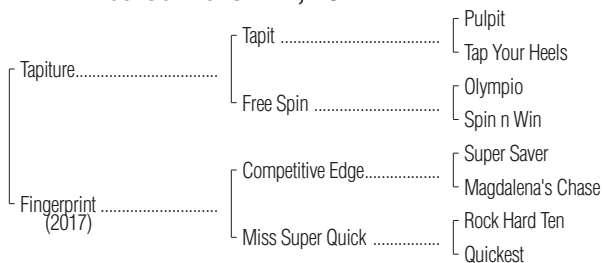 Pulpit
Tapit ........................................
Tap Your Heels
Tapiture....................................
Olympio
Free Spin ................................
Spin n Win
Super Saver
Competitive Edge...................
Magdalena's Chase
Fingerprint ..............................
(2017)
Rock Hard Ten
Miss Super Quick .................
Quickest